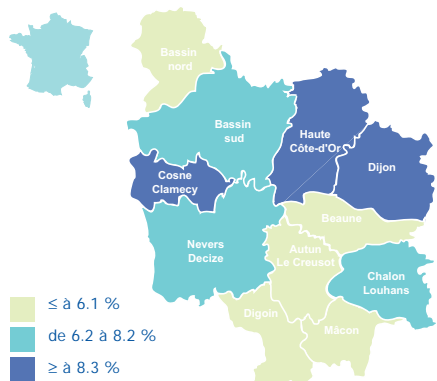 Bassin
nord
Bassin
sud
Haute
Côte-d'Or
Dijon
Cosne
Clamecy
Beaune
Nevers
Decize
Autun
Le Creusot
Chalon
Louhans
Digoin
Mâcon
≤ à 6.1 %
de 6.2 à 8.2 %
≥ à 8.3 %